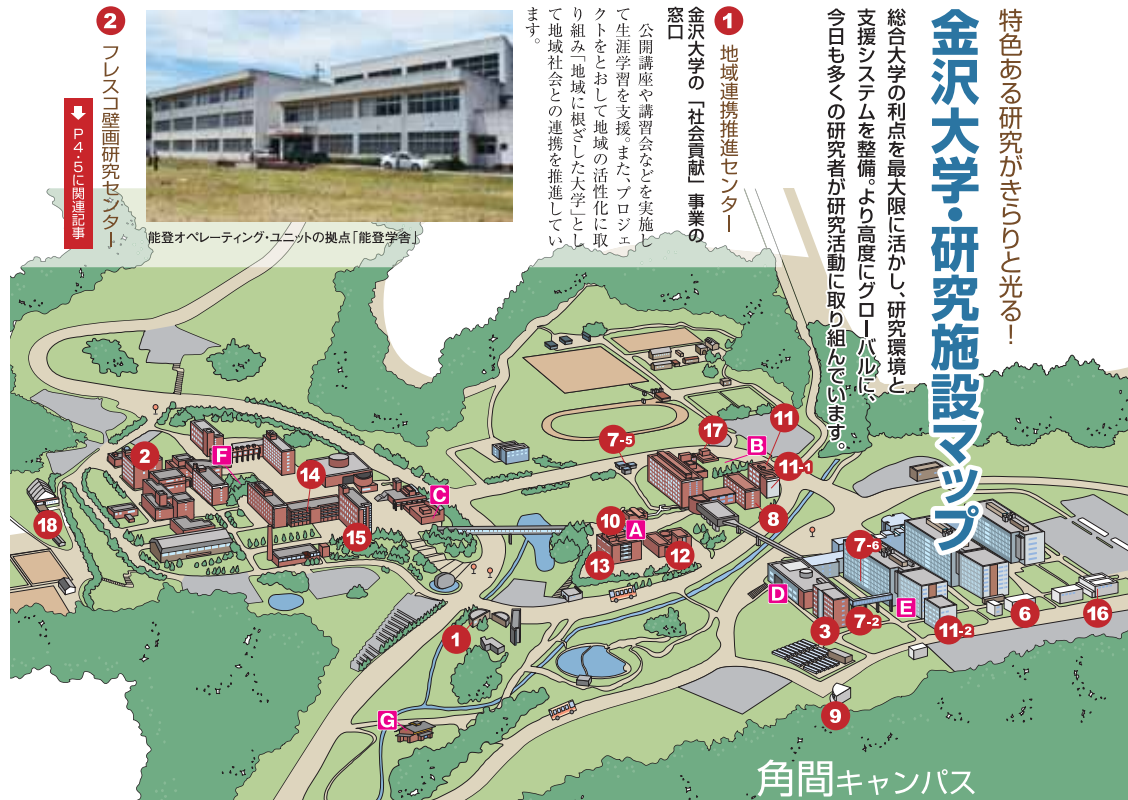 特色ある研究がきらりと光る！
金沢大学・研究施設マップ
総合大学の利点を最大限に活かし、研究環境と
支援システムを整備。より高度にグローバルに、
今日も多くの研究者が研究活動に取り組んでいます。
1 地域連携推進センター
金沢大学の「社会貢献」事業の
窓口
公開講座や講習会などを実施し
て生涯学習を支援。また、プロジェ
クトをとおして地域の活性化に取
り組み「地域に根ざした大学」とし
て地域社会との連携を推進してい
ます。
能登オペレーティング・ユニットの拠点「能登学舎」
2 フレスコ壁画研究センター
P4・5に関連記事
11
17
7-5
B
2
F
11-1
14
C
18
8
10
A
15
7-6
12
13
D
E
6
16
7-2
3
11-2
1
9
G
角間キャンパス